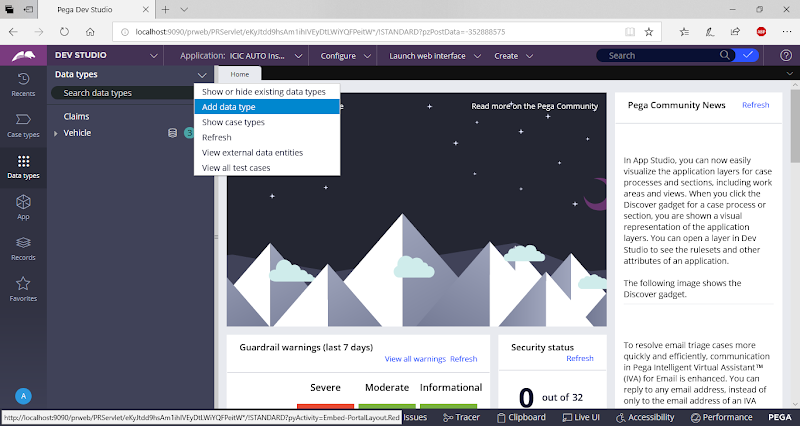 Pega Dev Studio
localhost:9090/prweb/PRServlet/eKyJtdd9hsAm1ihIVEyDtLWiYQFPeitW*/!STANDARD?pzPostData=-352888575
ABP
DEV STUDIO
Application: ICIC AUTO Ins...
Configure
Launch web interface
Create
Search
Recents
Case types
Data types
App
Records
Favorites
A
Data types
Search data types
Claims
Vehicle
3
Home
Show or hide existing data types
Add data type
Show case types
Refresh
View external data entities
View all test cases
Read more on the Pega Community
Guardrail warnings (last 7 days)
View all warnings Refresh
Severe Moderate Informational
Security status
Refresh
0 out of 32
Pega Community News
Refresh
In App Studio, you can now easily
visualize the application layers for case
processes and sections, including work
areas and views. When you click the
Discover gadget for a case process or
section, you are shown a visual
representation of the application
layers. You can open a layer in Dev
Studio to see the rulesets and other
attributes of an application.
The following image shows the
Discover gadget.
To resolve email triage cases more
quickly and efficiently, communication
in Pega Intelligent Virtual Assistant™
(IVA) for Email is enhanced. You can
reply to any email address, instead of
only to the email address of an IVA
http://localhost:9090/prweb/PRServlet/eKyJtdd9hsAm1ihIVEyDtLWiYQFPeitW*/!STANDARD?pyActivity=Embed-PortalLayout.Red
Issues
Tracer
Clipboard
Live UI
Accessibility
Performance
PEGA